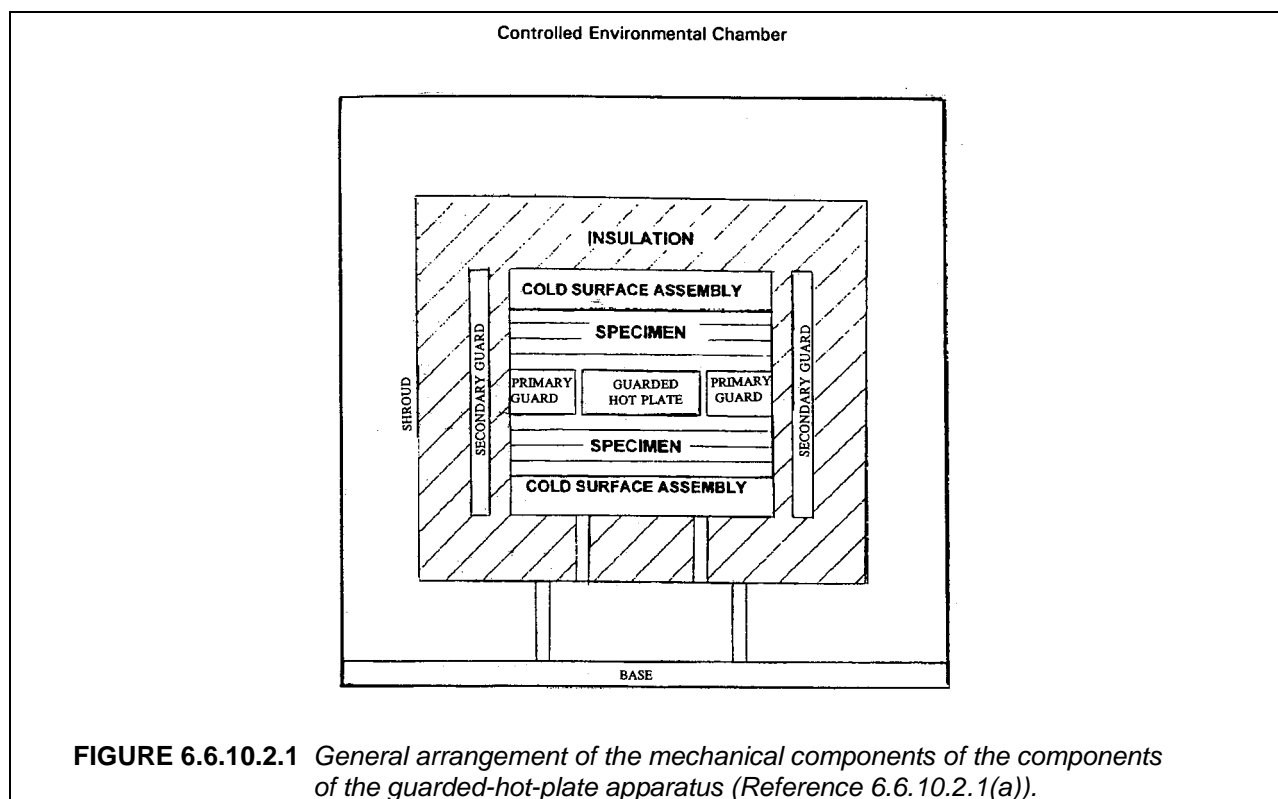 Controlled Environmental Chamber
INSULATION
COLD SURFACE ASSEMBLY
SPECIMEN
SHROUD
SECONDARY GUARD
PRIMARY
GUARD
GUARDED
HOT PLATE
PRIMARY
GUARD
SECONDARY GUARD
SPECIMEN
COLD SURFACE ASSEMBLY
BASE
FIGURE 6.6.10.2.1 General arrangement of the mechanical components of the components
of the guarded-hot-plate apparatus (Reference 6.6.10.2.1(a)).